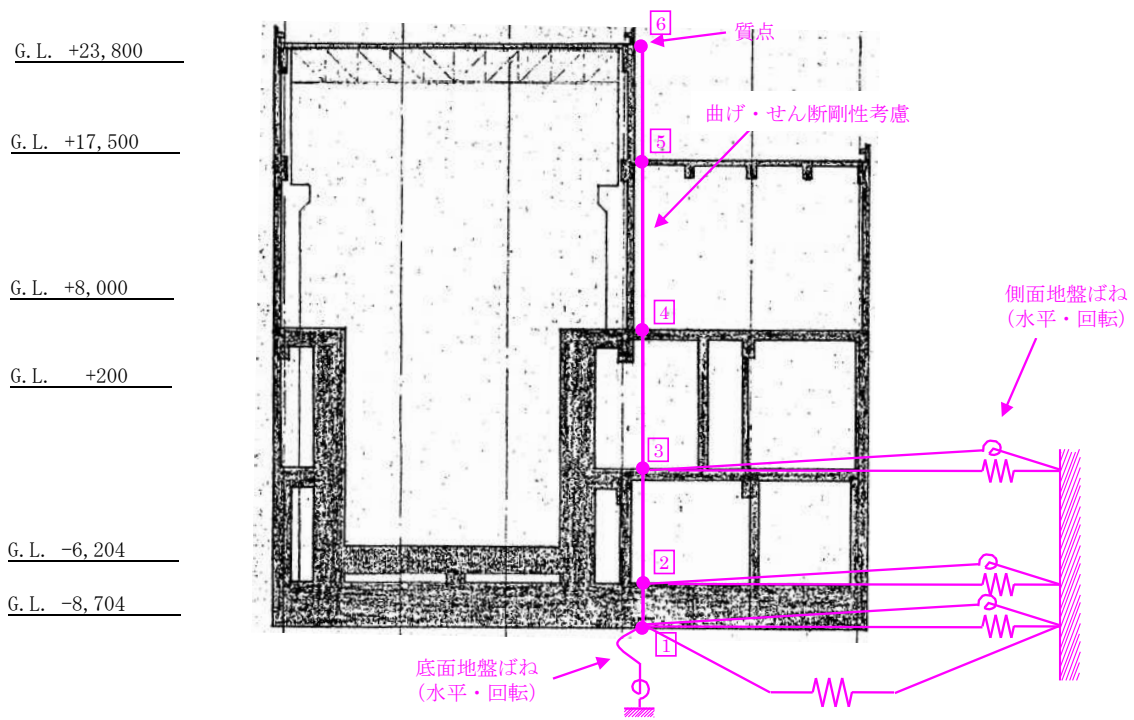 6
G.L. +23,800
質点
曲げ・せん断剛性考慮
G.L. +17,500
5
G.L. +8,000
側面地盤ばね
（水平・回転）
4
G.L. +200
3
G.L. -6,204
2
G.L. -8,704
1
底面地盤ばね
（水平・回転）